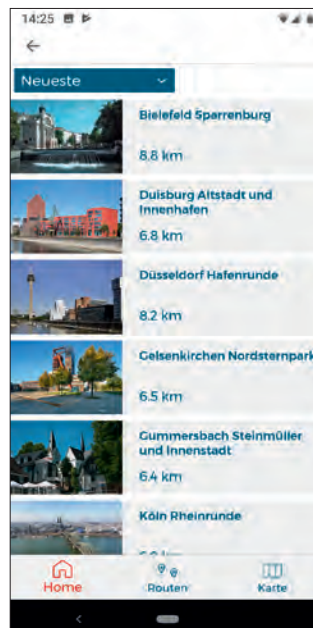 14:25
Neueste
Bielefeld Sparrenburg
8.8 km
Duisburg Altstadt und
Innenhafen
6.8 km
Düsseldorf Hafenrunde
8.2 km
Gelsenkirchen Nordsternpark
6.5 km
Gummersbach Steinmüller
und Innenstadt
6.4 km
Köln Rheinrunde
Home
Routen
Karte